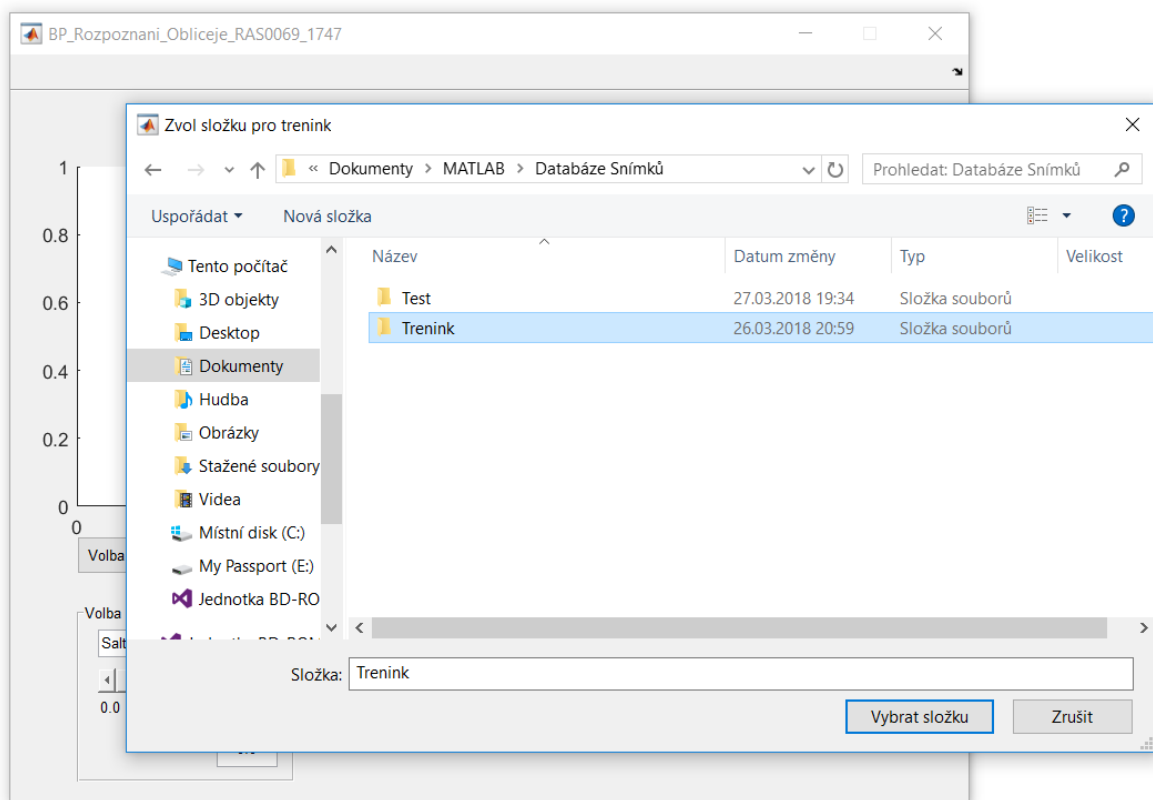 BP_Rozpoznani_Obliceje_RAS0069_1747
Zvol složku pro trenink
« Dokumenty > MATLAB > Databáze Snímků
Prohledat: Databáze Snímků
Uspořádat
Nová složka
?
Název Datum změny Typ Velikost
Test 27.03.2018 19:34 Složka souborů
Trenink 26.03.2018 20:59 Složka souborů
Tento počítač
3D objekty
Desktop
Dokumenty
Hudba
Obrázky
Stažené soubory
Videa
Místní disk (C:)
My Passport (E:)
Jednotka BD-RO
Složka: Trenink
Vybrat složku
Zrušit
1
0.8
0.6
0.4
0.2
0
0
Volba
Volba
Salt
0.0